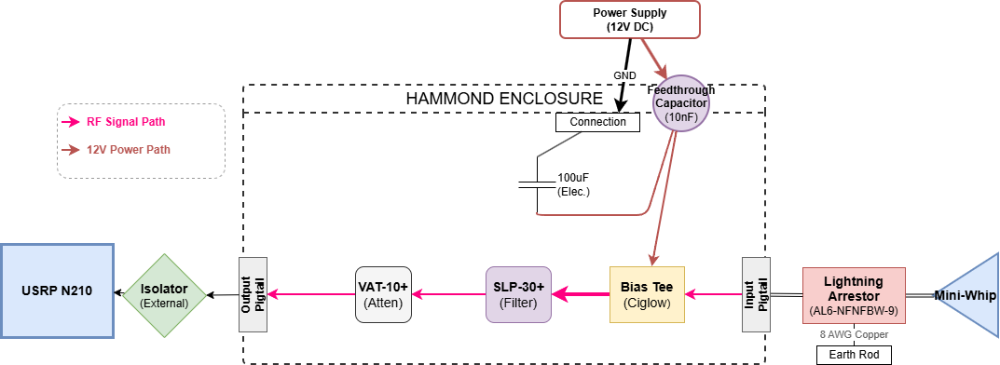 Power Supply
(12V DC)
GND
Feedthrough
Capacitor
(10nF)
HAMMOND ENCLOSURE
Connection
RF Signal Path
12V Power Path
100uF
(Elec.)
USRP N210
Isolator
(External)
Output
Pigtail
VAT-10+
(Atten)
SLP-30+
(Filter)
Bias Tee
(Ciglow)
Input
Pigtail
Lightning
Arrestor
(AL6-NFNFBW-9)
Mini-Whip
8 AWG Copper
Earth Rod